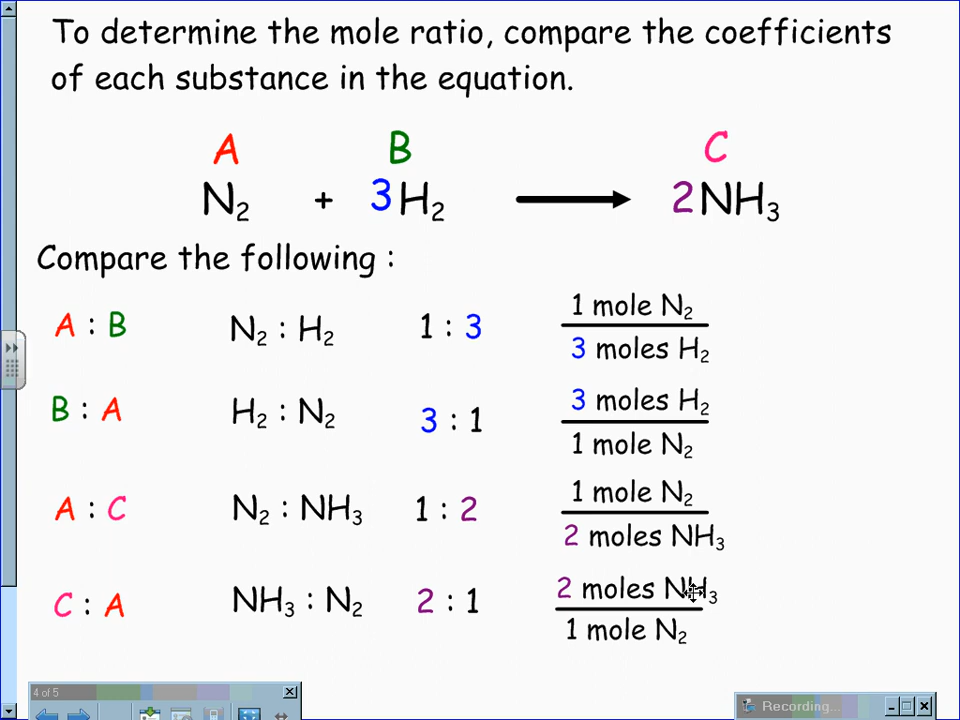 To determine the mole ratio, compare the coefficients
of each substance in the equation.
A B C
N₂ + 3H₂ → 2NH₃
Compare the following :
A : B N₂ : H₂ 1 : 3 1 mole N₂
3 moles H₂
B : A H₂ : N₂ 3 : 1 3 moles H₂
1 mole N₂
A : C N₂ : NH₃ 1 : 2 1 mole N₂
2 moles NH₃
C : A NH₃ : N₂ 2 : 1 2 moles NH₃
1 mole N₂
4 of 5
Recording...